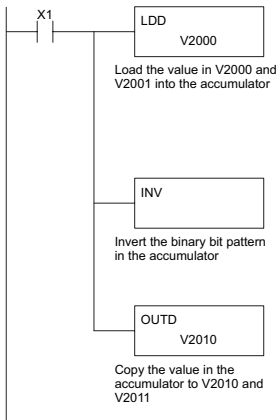 X1
LDD
V2000
Load the value in V2000 and
V2001 into the accumulator
INV
Invert the binary bit pattern
in the accumulator
OUTD
V2010
Copy the value in the
accumulator to V2010 and
V2011